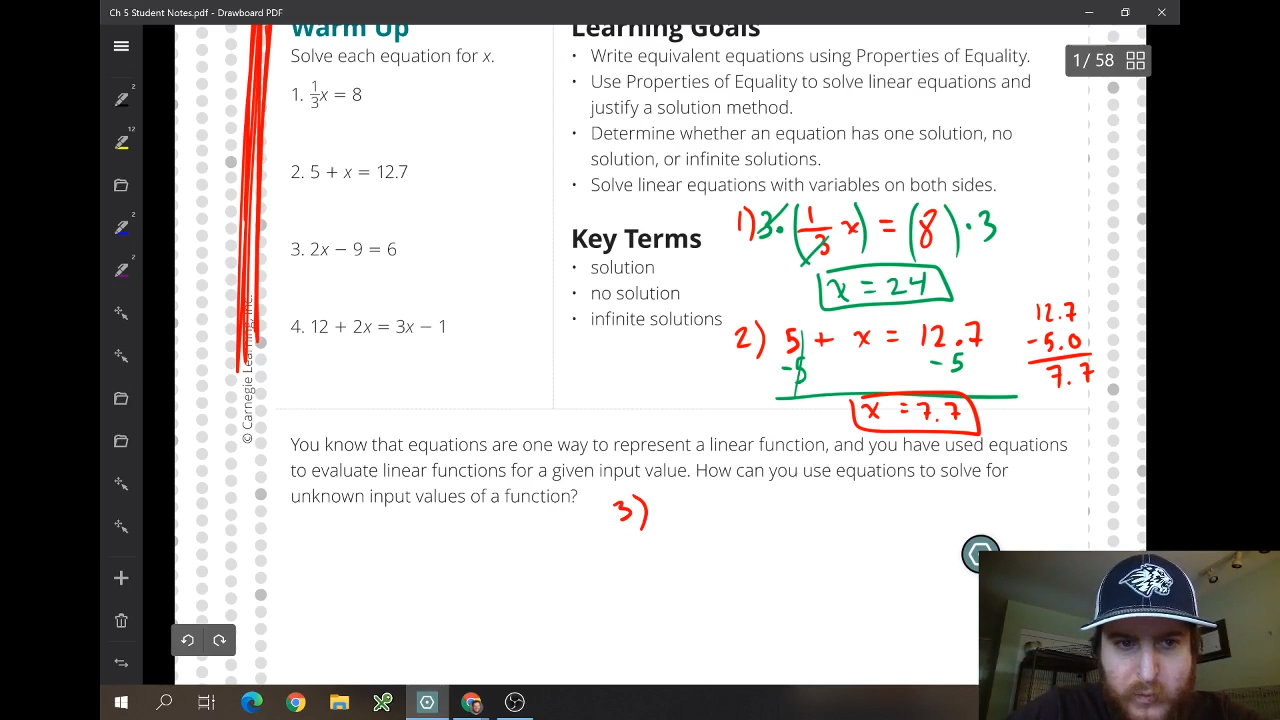 Ch 5 Student Notes.pdf - Drawboard PDF
Warm Up
Solve each equation for x.
1. 1/3x = 8
2. 5 + x = 12.7
3. 2x − 9 = 6
4. 12 + 2x = 3x − 1
Learning Goals
• Write equivalent equations using Properties of Equality.
• Use Properties of Equality to solve linear equations and
justify a solution method.
• Determine whether an equation has one solution, no
solution, or infinite solutions.
• Solve linear equations with variables on both sides.
Key Terms
• solution
• no solution
• infinite solutions
1/ 58
2
12
2
2
1) 3·(1/3 x) = (8)·3
x = 24
2) 5 + x = 12.7
-5 -5
x = 7.7
12.7
-5.0
7.7
© Carnegie Learning, Inc.
You know that equations are one way to represent a linear function, and you have used equations
to evaluate linear functions for a given input value. How can you use equations to solve for
unknown input values of a function?
3)